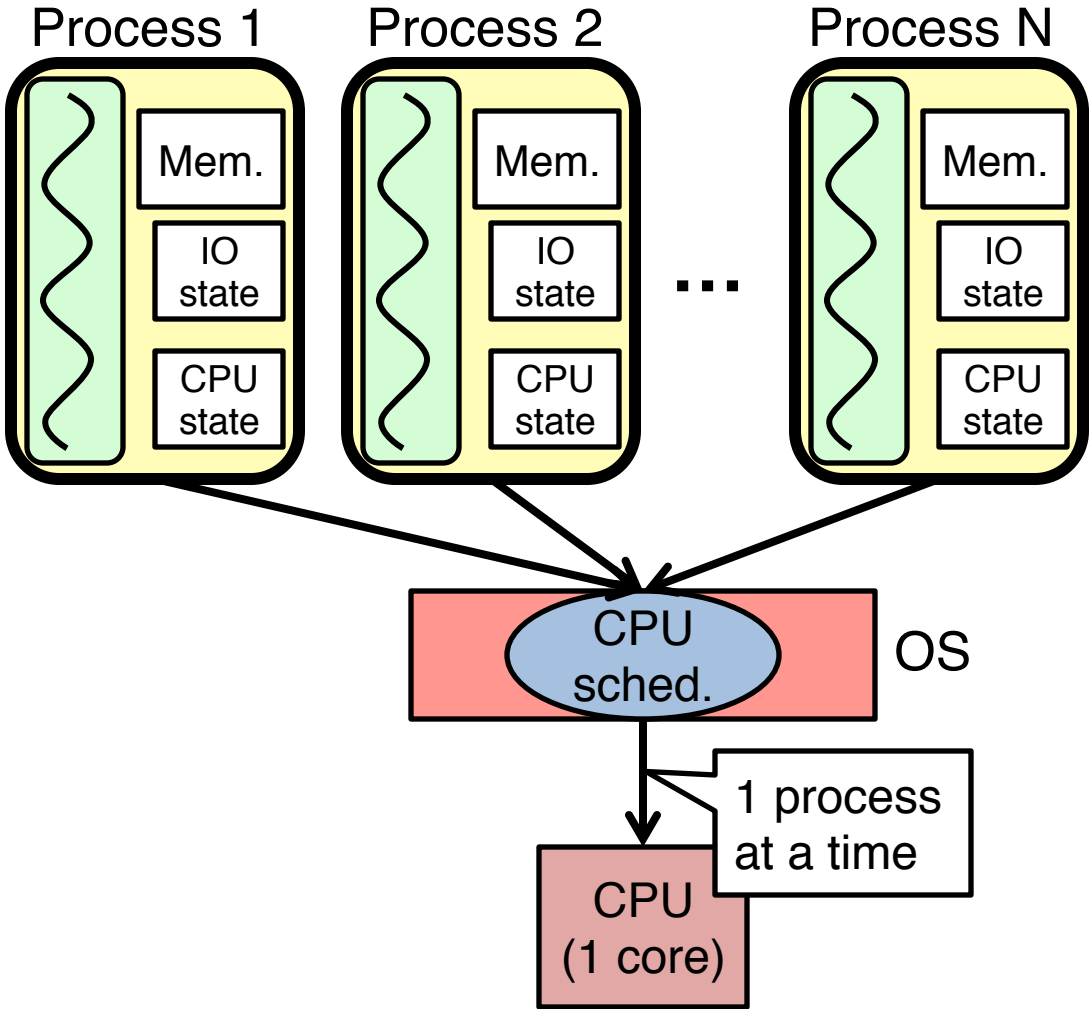 Process 1
Process 2
Process N
Mem.
IO
state
CPU
state
Mem.
IO
state
CPU
state
...
Mem.
IO
state
CPU
state
CPU
sched.
OS
1 process
at a time
CPU
(1 core)